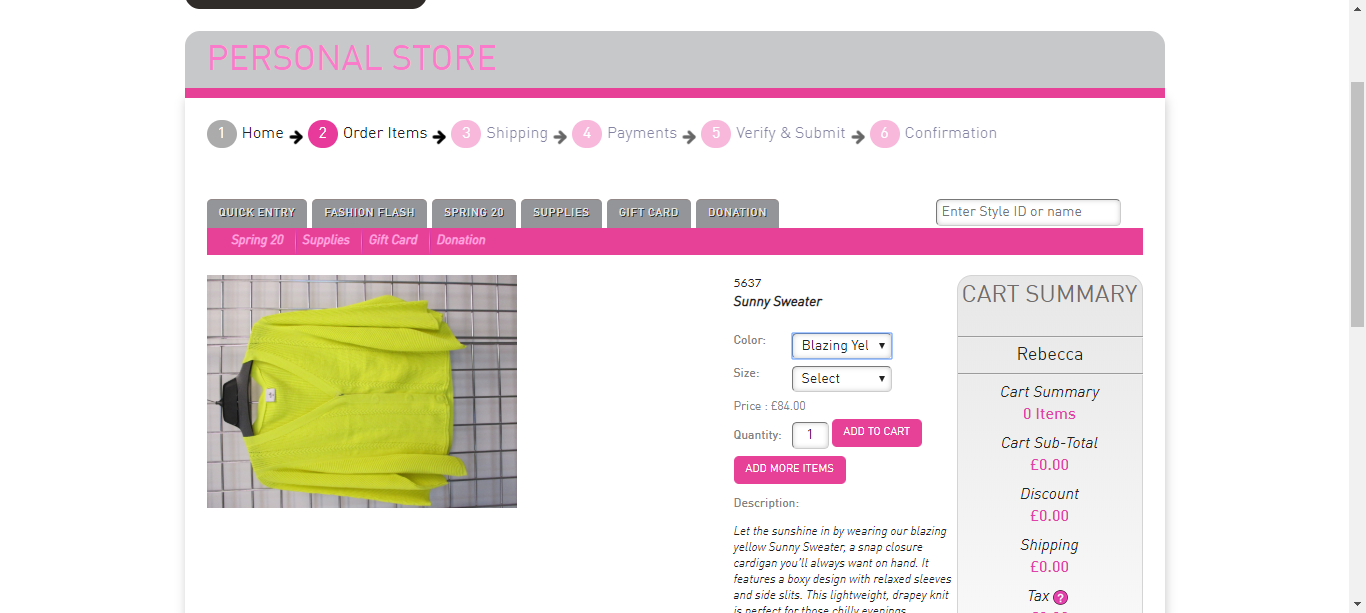 PERSONAL STORE
1 Home 2 Order Items 3 Shipping 4 Payments 5 Verify & Submit 6 Confirmation
QUICK ENTRY FASHION FLASH SPRING 20 SUPPLIES GIFT CARD DONATION Enter Style ID or name
Spring 20 Supplies Gift Card Donation
5637
Sunny Sweater
Color: Blazing Yel
Size: Select
Price : £84.00
Quantity: 1 ADD TO CART
ADD MORE ITEMS
Description:
Let the sunshine in by wearing our blazing
yellow Sunny Sweater, a snap closure
cardigan you'll always want on hand. It
features a boxy design with relaxed sleeves
and side slits. This lightweight, drapey knit
is perfect for those chilly evenings
CART SUMMARY
Rebecca
Cart Summary
0 Items
Cart Sub-Total
£0.00
Discount
£0.00
Shipping
£0.00
Tax ?